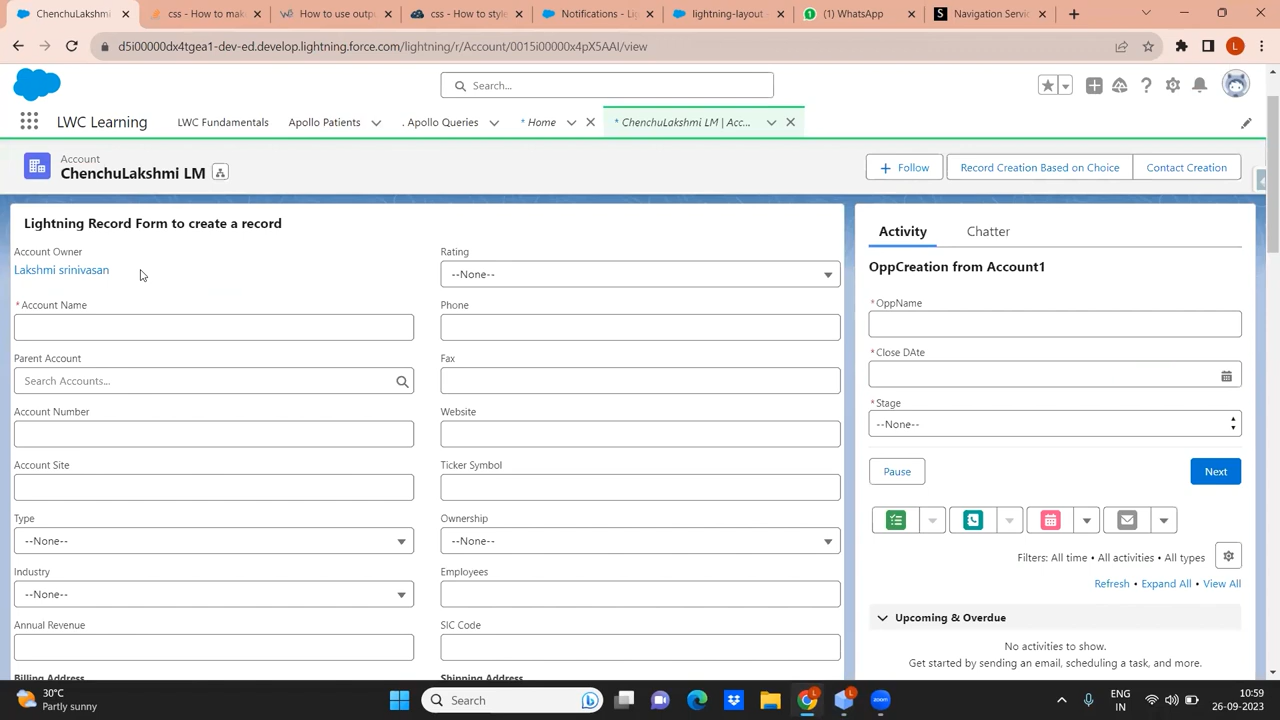 ChenchuLakshmi LM
css - How to make
How to use outpu
css - How to style
Notifications - Lig
lightning-layout
(1) WhatsApp
Navigation Servic
d5i00000dx4tgea1-dev-ed.develop.lightning.force.com/lightning/r/Account/0015i00000x4pX5AAI/view
L
Search...
LWC Learning
LWC Fundamentals
Apollo Patients
. Apollo Queries
* Home
* ChenchuLakshmi LM | Acc...
Account
ChenchuLakshmi LM
Follow
Record Creation Based on Choice
Contact Creation
Lightning Record Form to create a record
Account Owner
Lakshmi srinivasan
Rating
--None--
*Account Name
Phone
Parent Account
Search Accounts...
Fax
Account Number
Website
Account Site
Ticker Symbol
Type
--None--
Ownership
--None--
Industry
--None--
Employees
Annual Revenue
SIC Code
Billing Address
Shipping Address
Activity
Chatter
OppCreation from Account1
*OppName
*Close DAte
*Stage
--None--
Pause
Next
Filters: All time • All activities • All types
Refresh • Expand All • View All
Upcoming & Overdue
No activities to show.
Get started by sending an email, scheduling a task, and more.
30°C
Partly sunny
Search
ENG
IN
10:59
26-09-2023